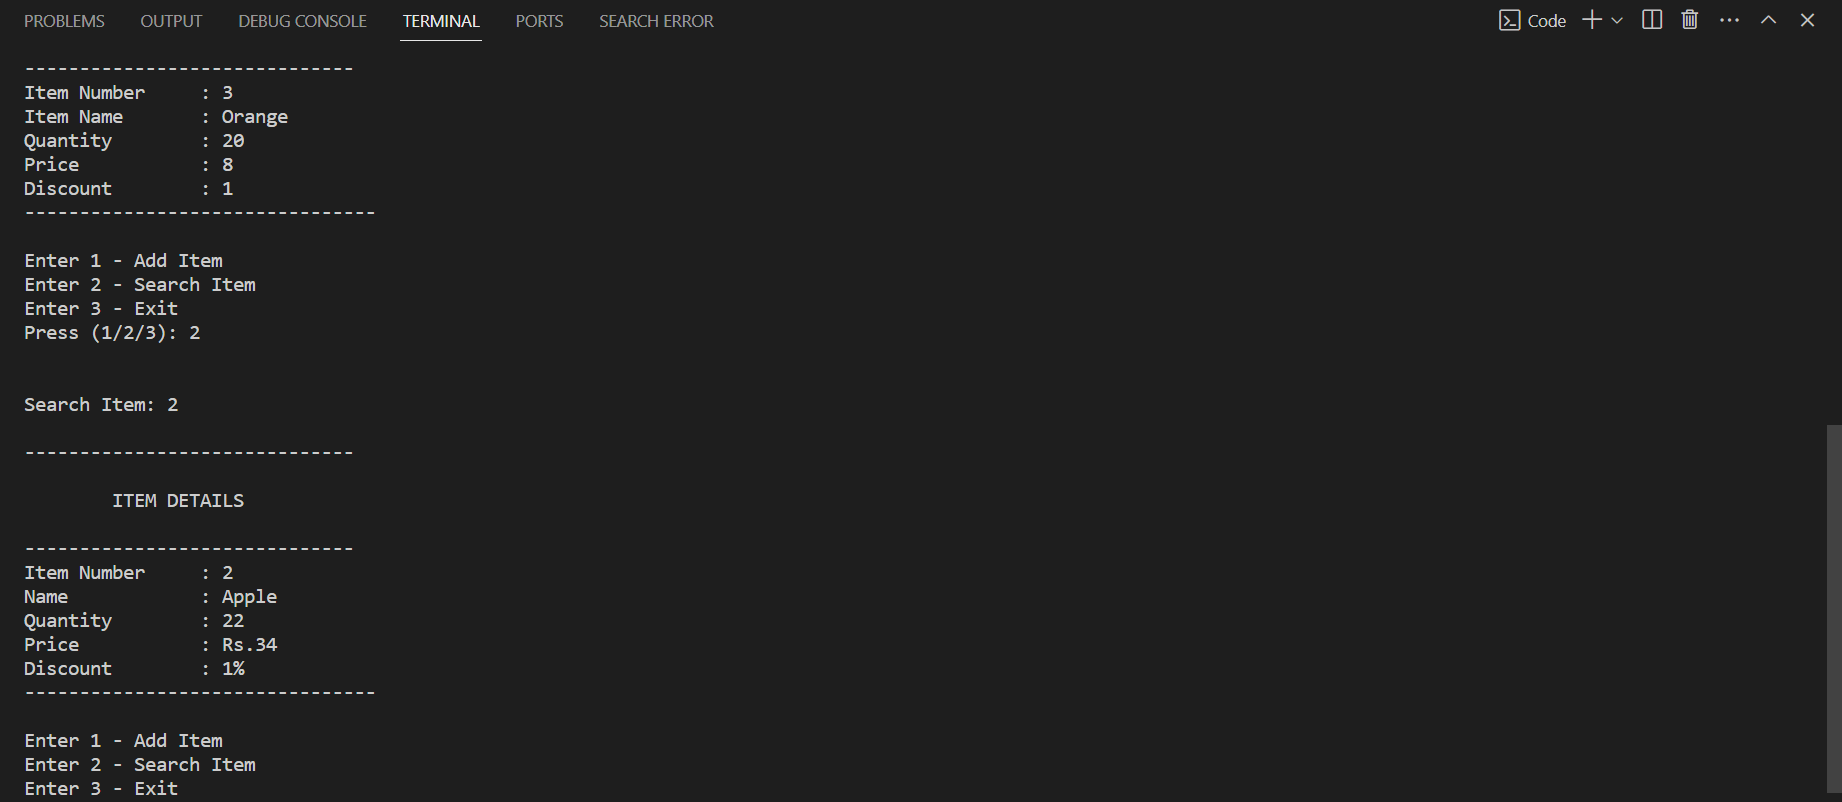 PROBLEMS OUTPUT DEBUG CONSOLE TERMINAL PORTS SEARCH ERROR Code
------------------------------
Item Number : 3
Item Name : Orange
Quantity : 20
Price : 8
Discount : 1
--------------------------------
Enter 1 - Add Item
Enter 2 - Search Item
Enter 3 - Exit
Press (1/2/3): 2
Search Item: 2
------------------------------
ITEM DETAILS
------------------------------
Item Number : 2
Name : Apple
Quantity : 22
Price : Rs.34
Discount : 1%
--------------------------------
Enter 1 - Add Item
Enter 2 - Search Item
Enter 3 - Exit